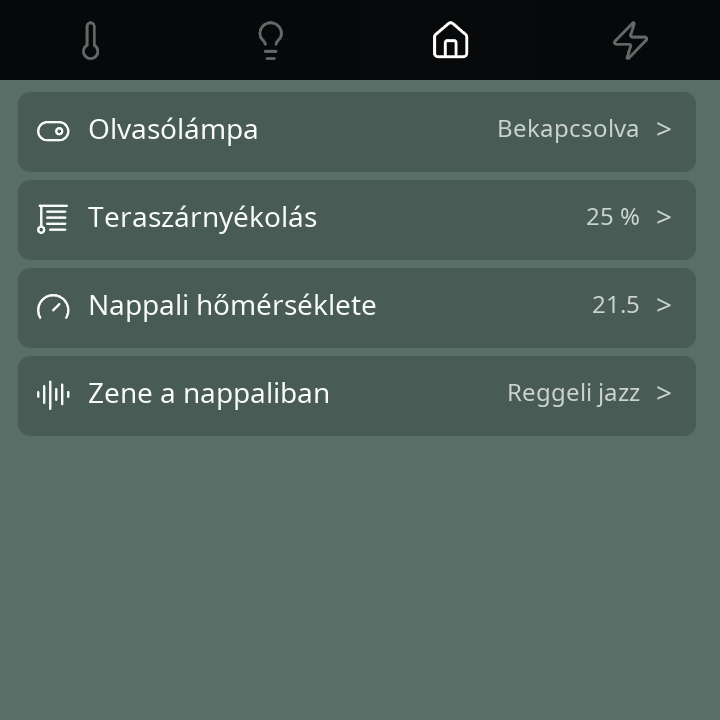 Olvasólámpa Bekapcsolva >
Teraszárnyékolás 25 % >
Nappali hőmérséklete 21.5 >
Zene a nappaliban Reggeli jazz >